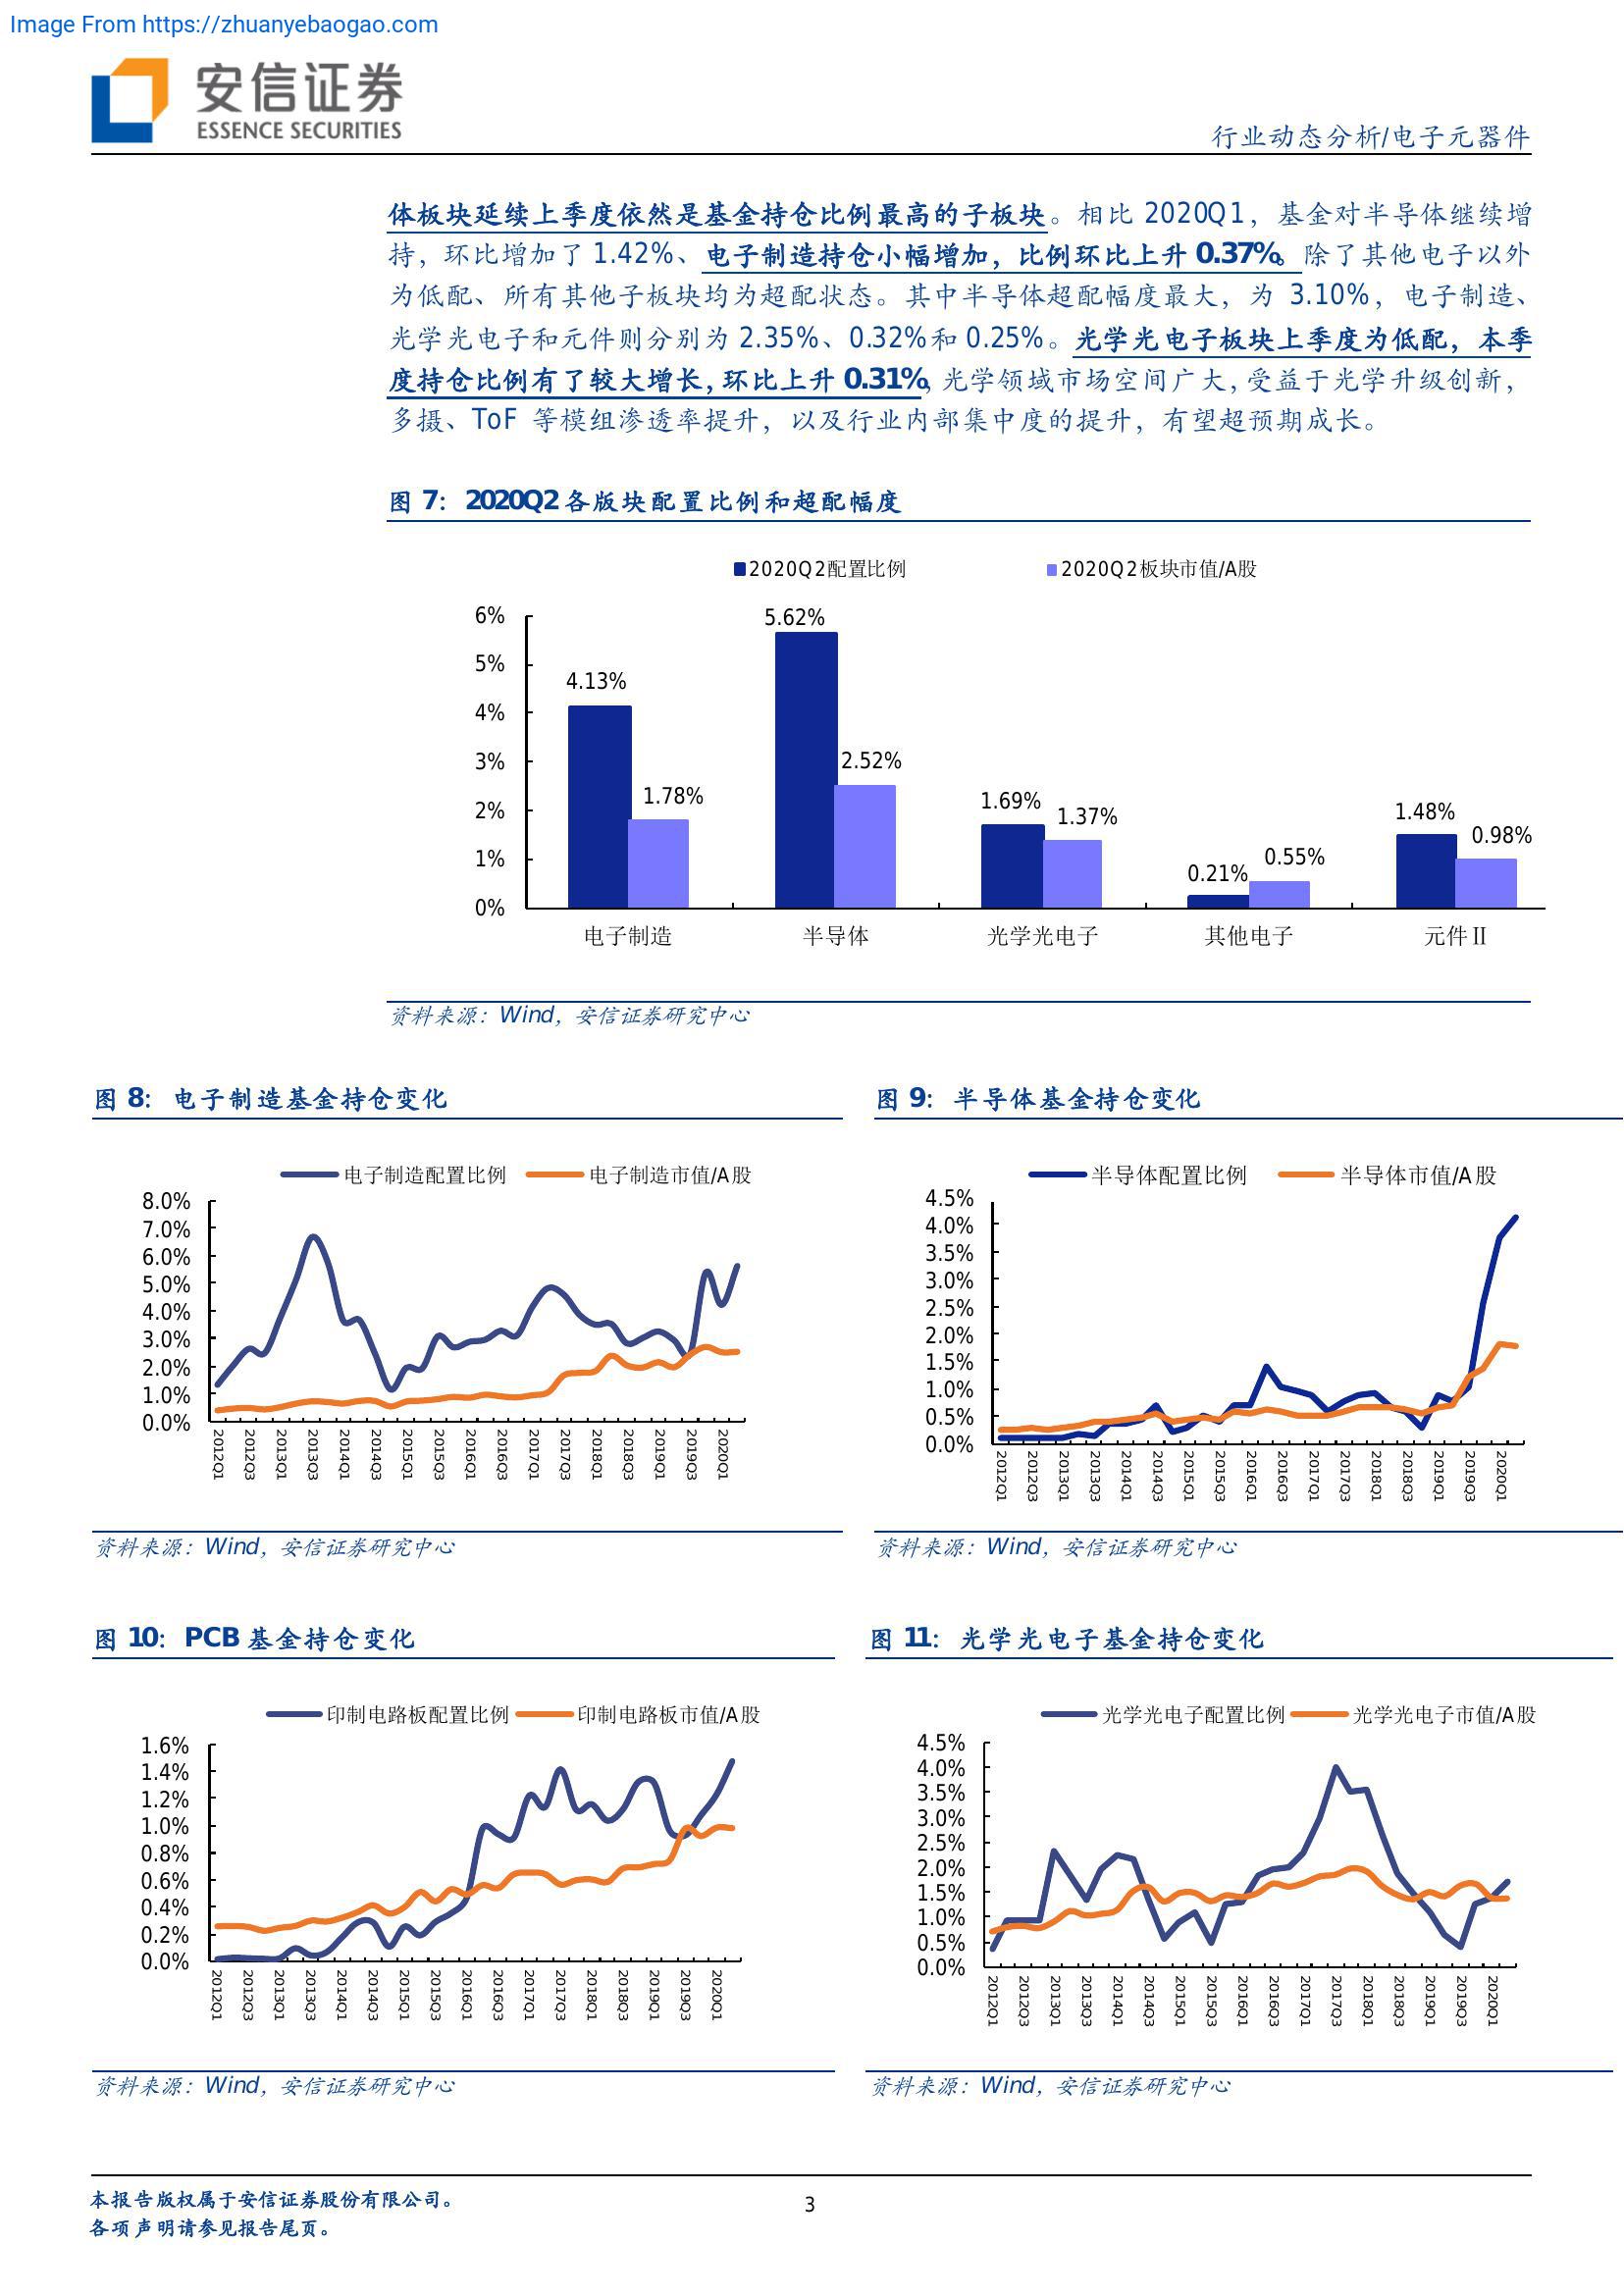 Image From https://zhuanyebaogao.com
安信证券
ESSENCE SECURITIES
行业动态分析/电子元器件
体板块延续上季度依然是基金持仓比例最高的子板块。相比 2020Q1，基金对半导体继续增
持，环比增加了 1.42%、电子制造持仓小幅增加，比例环比上升 0.37%。除了其他电子以外
为低配、所有其他子板块均为超配状态。其中半导体超配幅度最大，为 3.10%，电子制造、
光学光电子和元件则分别为 2.35%、0.32%和 0.25%。光学光电子板块上季度为低配，本季
度持仓比例有了较大增长，环比上升 0.31%，光学领域市场空间广大，受益于光学升级创新，
多摄、ToF 等模组渗透率提升，以及行业内部集中度的提升，有望超预期成长。
图 7：2020Q2 各版块配置比例和超配幅度
2020Q2配置比例 2020Q2板块市值/A股
6%
5%
4%
3%
2%
1%
0%
4.13% 1.78% 5.62% 2.52% 1.69% 1.37% 0.21% 0.55% 1.48% 0.98%
电子制造 半导体 光学光电子 其他电子 元件Ⅱ
资料来源：Wind，安信证券研究中心
图 8：电子制造基金持仓变化
电子制造配置比例 电子制造市值/A股
8.0%
7.0%
6.0%
5.0%
4.0%
3.0%
2.0%
1.0%
0.0%
2012Q1 2012Q3 2013Q1 2013Q3 2014Q1 2014Q3 2015Q1 2015Q3 2016Q1 2016Q3 2017Q1 2017Q3 2018Q1 2018Q3 2019Q1 2019Q3 2020Q1
资料来源：Wind，安信证券研究中心
图 9：半导体基金持仓变化
半导体配置比例 半导体市值/A股
4.5%
4.0%
3.5%
3.0%
2.5%
2.0%
1.5%
1.0%
0.5%
0.0%
2012Q1 2012Q3 2013Q1 2013Q3 2014Q1 2014Q3 2015Q1 2015Q3 2016Q1 2016Q3 2017Q1 2017Q3 2018Q1 2018Q3 2019Q1 2019Q3 2020Q1
资料来源：Wind，安信证券研究中心
图 10：PCB 基金持仓变化
印制电路板配置比例 印制电路板市值/A股
1.6%
1.4%
1.2%
1.0%
0.8%
0.6%
0.4%
0.2%
0.0%
2012Q1 2012Q3 2013Q1 2013Q3 2014Q1 2014Q3 2015Q1 2015Q3 2016Q1 2016Q3 2017Q1 2017Q3 2018Q1 2018Q3 2019Q1 2019Q3 2020Q1
资料来源：Wind，安信证券研究中心
图 11：光学光电子基金持仓变化
光学光电子配置比例 光学光电子市值/A股
4.5%
4.0%
3.5%
3.0%
2.5%
2.0%
1.5%
1.0%
0.5%
0.0%
2012Q1 2012Q3 2013Q1 2013Q3 2014Q1 2014Q3 2015Q1 2015Q3 2016Q1 2016Q3 2017Q1 2017Q3 2018Q1 2018Q3 2019Q1 2019Q3 2020Q1
资料来源：Wind，安信证券研究中心
本报告版权属于安信证券股份有限公司。
各项声明请参见报告尾页。
3